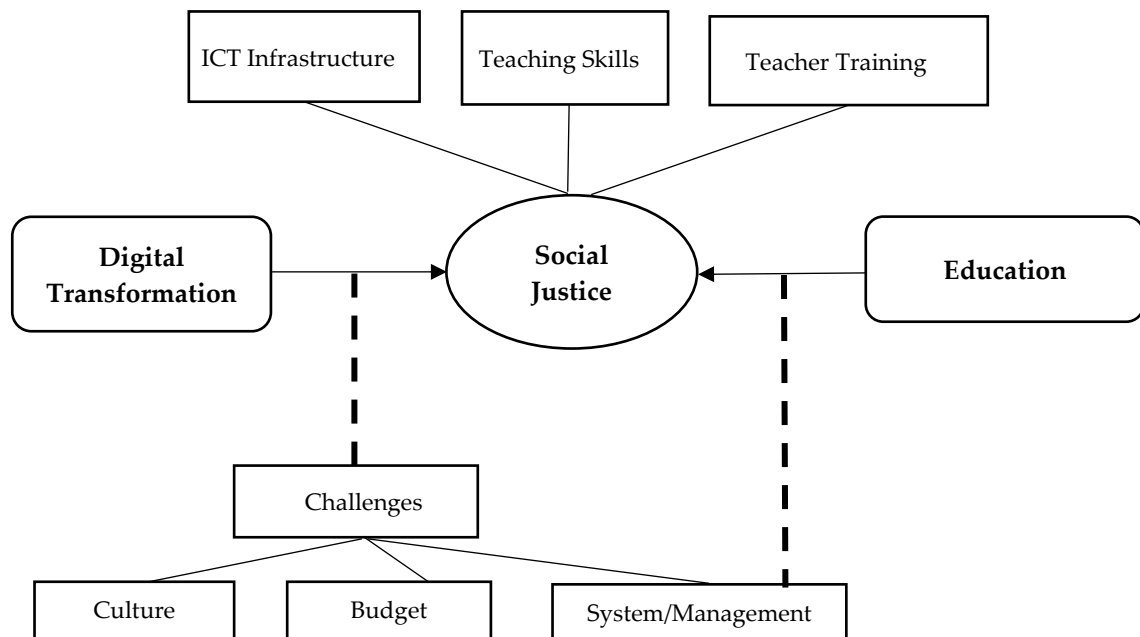 ICT Infrastructure
Teaching Skills
Teacher Training
Digital
Transformation
Social
Justice
Education
Challenges
Culture
Budget
System/Management